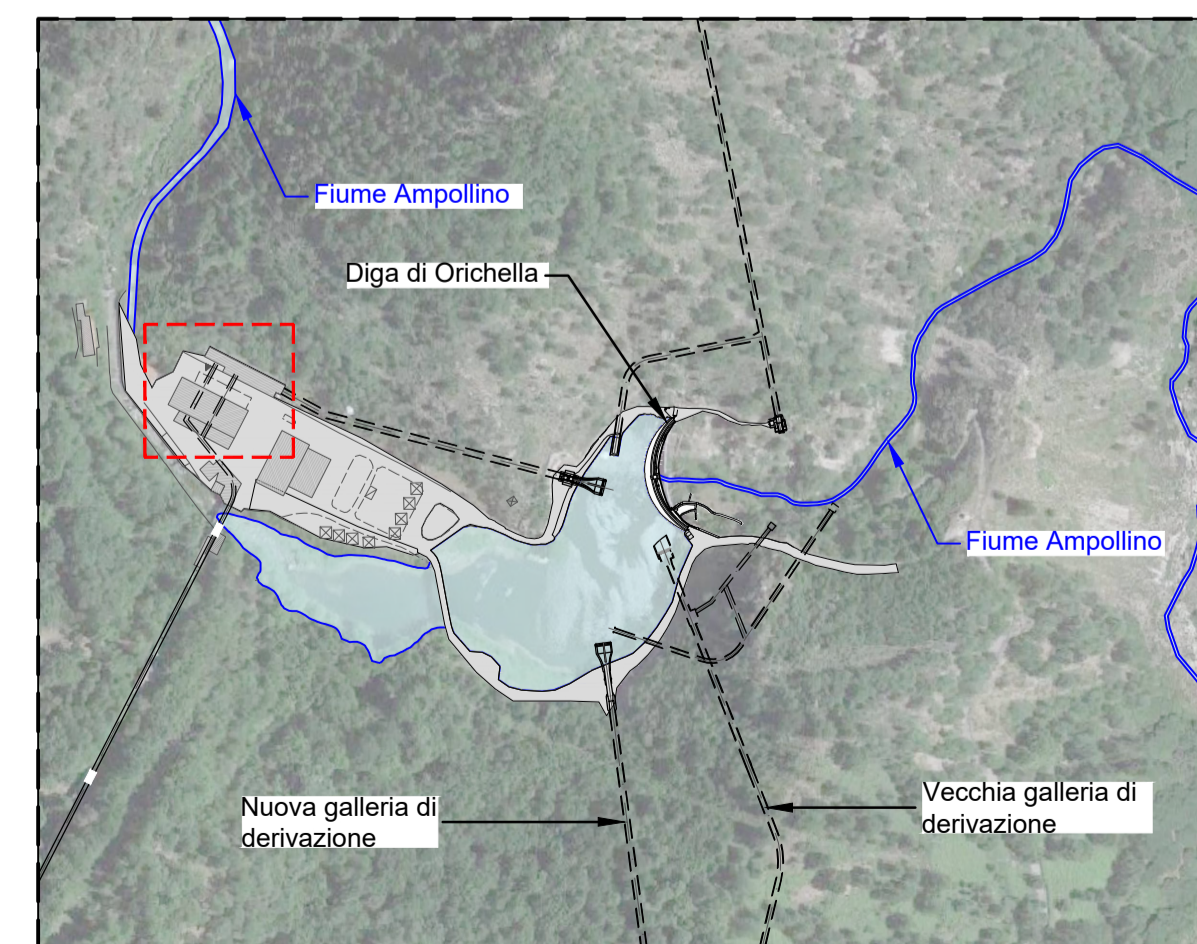 Fiume Ampollino
Diga di Orichella
Fiume Ampollino
Nuova galleria di
derivazione
Vecchia galleria di
derivazione